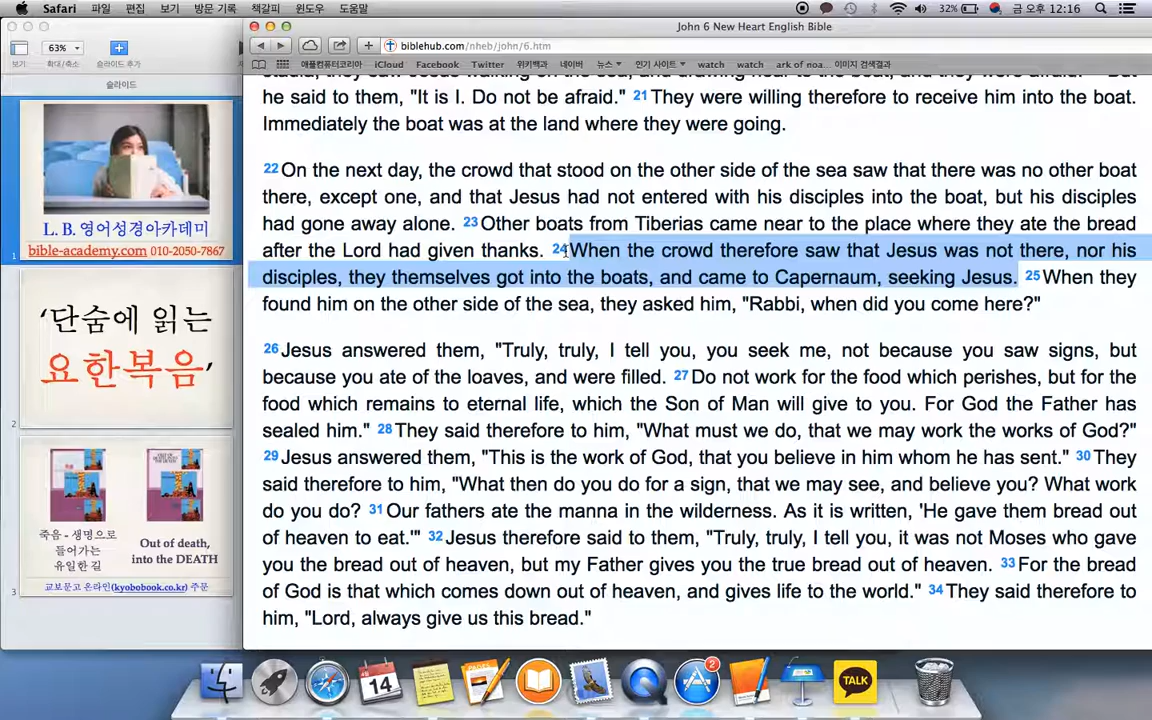 Safari 파일 편집 보기 방문 기록 책갈피 윈도우 도움말
32% 금 오후 12:16
John 6 New Heart English Bible
biblehub.com/nheb/john/6.htm
63%
보기 확대/축소 슬라이드 추가
애플컴퓨터코리아 iCloud Facebook Twitter 위키백과 네이버 뉴스 인기 사이트 watch watch ark of noa... 이미지 검색결과
슬라이드
L. B. 영어성경아카데미
bible-academy.com 010-2050-7867
1
'단숨에 읽는
요한복음'
2
OUT OF
죽음 - 생명으로
들어가는
유일한 길
Out of death,
into the DEATH
교보문고 온라인(kyobobook.co.kr) 주문
3
he said to them, "It is I. Do not be afraid." 21 They were willing therefore to receive him into the boat.
Immediately the boat was at the land where they were going.
22 On the next day, the crowd that stood on the other side of the sea saw that there was no other boat
there, except one, and that Jesus had not entered with his disciples into the boat, but his disciples
had gone away alone. 23 Other boats from Tiberias came near to the place where they ate the bread
after the Lord had given thanks. 24 When the crowd therefore saw that Jesus was not there, nor his
disciples, they themselves got into the boats, and came to Capernaum, seeking Jesus. 25 When they
found him on the other side of the sea, they asked him, "Rabbi, when did you come here?"
26 Jesus answered them, "Truly, truly, I tell you, you seek me, not because you saw signs, but
because you ate of the loaves, and were filled. 27 Do not work for the food which perishes, but for the
food which remains to eternal life, which the Son of Man will give to you. For God the Father has
sealed him." 28 They said therefore to him, "What must we do, that we may work the works of God?"
29 Jesus answered them, "This is the work of God, that you believe in him whom he has sent." 30 They
said therefore to him, "What then do you do for a sign, that we may see, and believe you? What work
do you do? 31 Our fathers ate the manna in the wilderness. As it is written, 'He gave them bread out
of heaven to eat.'" 32 Jesus therefore said to them, "Truly, truly, I tell you, it was not Moses who gave
you the bread out of heaven, but my Father gives you the true bread out of heaven. 33 For the bread
of God is that which comes down out of heaven, and gives life to the world." 34 They said therefore to
him, "Lord, always give us this bread."
14
2
PAGES
TALK